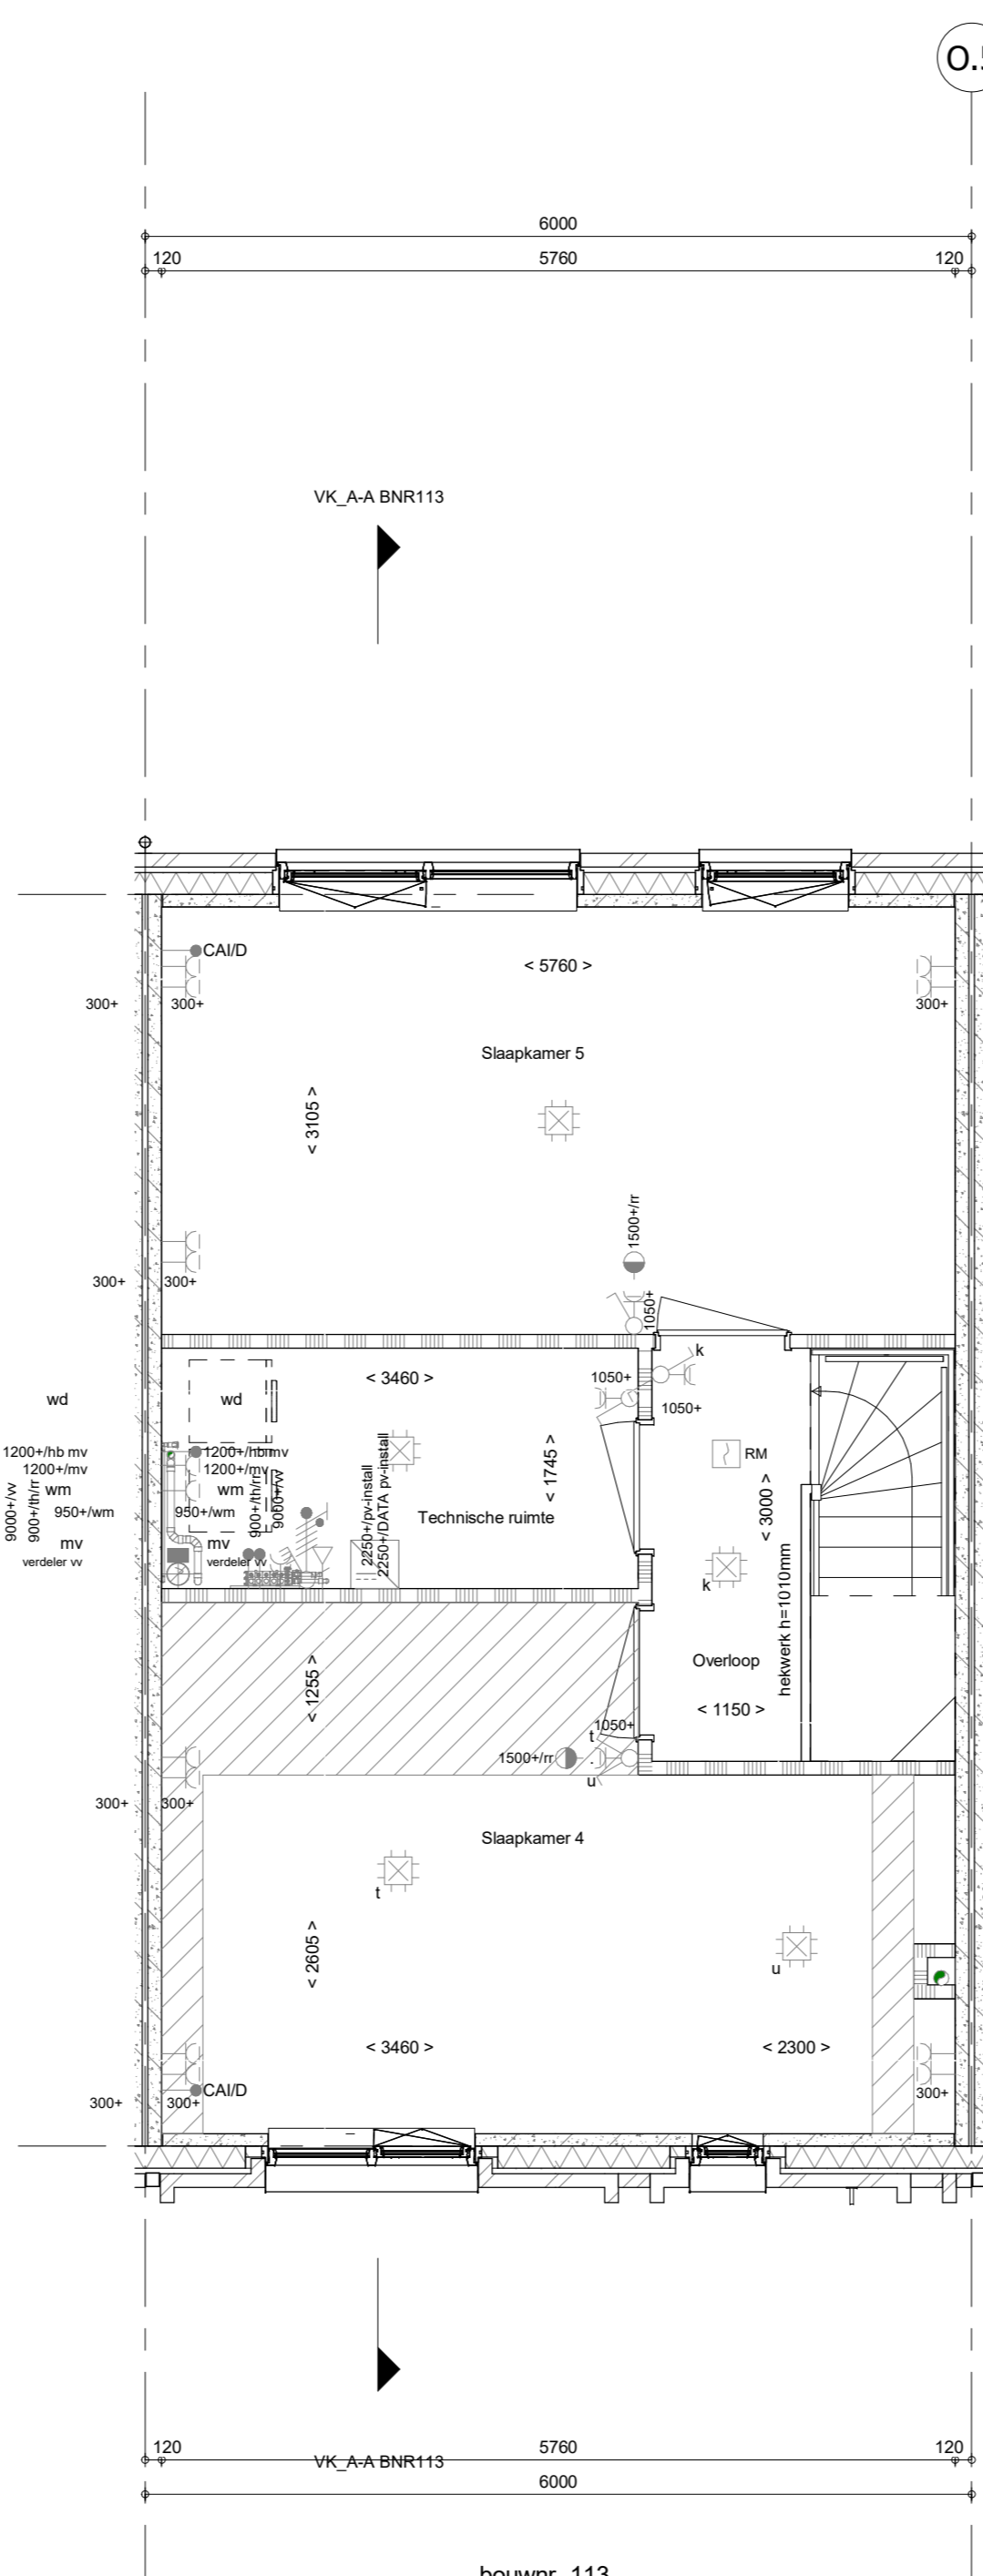 6000
120 5760 120
VK_A-A BNR113
CAI/D
< 5760 >
300+ 300+ 300+
Slaapkamer 5
< 3105 >
1500+/rr
300+ 300+
1050+
k
< 3460 >
1050+
1050+
wd wd
1200+/hb mv
1200+/mv 1200+/mv
RM
wm wm
950+/wm 950+/wm
9000+/vv
900+/th/rr
900+/th/rr
9000+/vv
2250+/pv-install
2250+/DATA pv-install
< 1745 >
Technische ruimte
< 3000 >
mv mv
verdeler vv verdeler vv
k
hekwerk h=1010mm
Overloop
< 1255 >
< 1150 >
1050+
t
1500+/rr
u
300+ 300+
Slaapkamer 4
t
u
< 2605 >
< 3460 > < 2300 >
CAI/D
300+ 300+ 300+
120 5760 120
VK_A-A BNR113
6000
bouwnr. 113